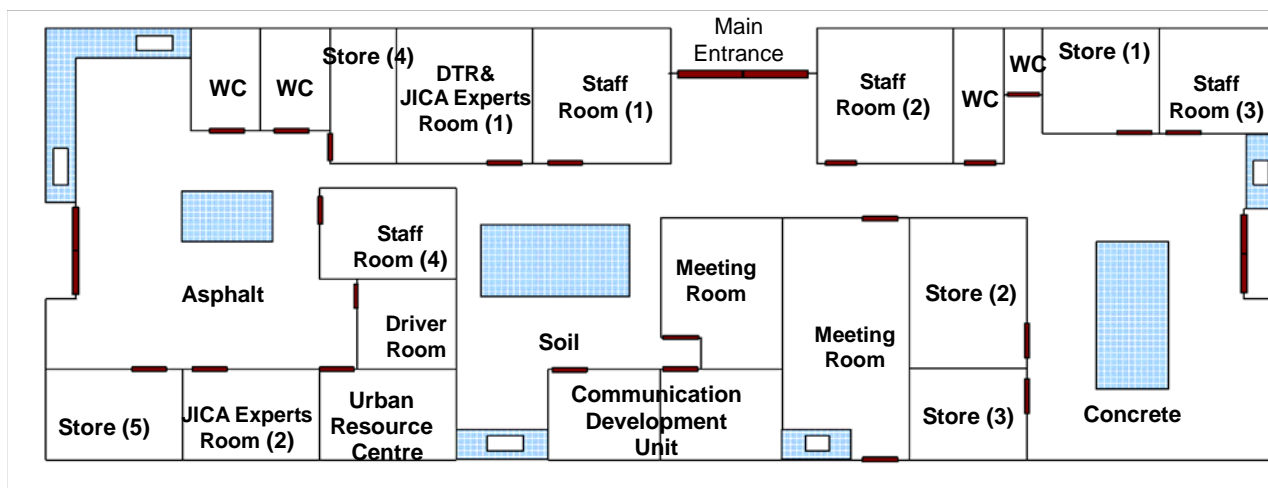 Main
Entrance
WC
WC
Store (4)
DTR&
JICA Experts
Room (1)
Staff
Room (1)
Staff
Room (2)
WC
WC
Store (1)
Staff
Room (3)
Staff
Room (4)
Asphalt
Driver
Room
Soil
Meeting
Room
Meeting
Room
Store (2)
Store (3)
Concrete
Store (5)
JICA Experts
Room (2)
Urban
Resource
Centre
Communication
Development
Unit